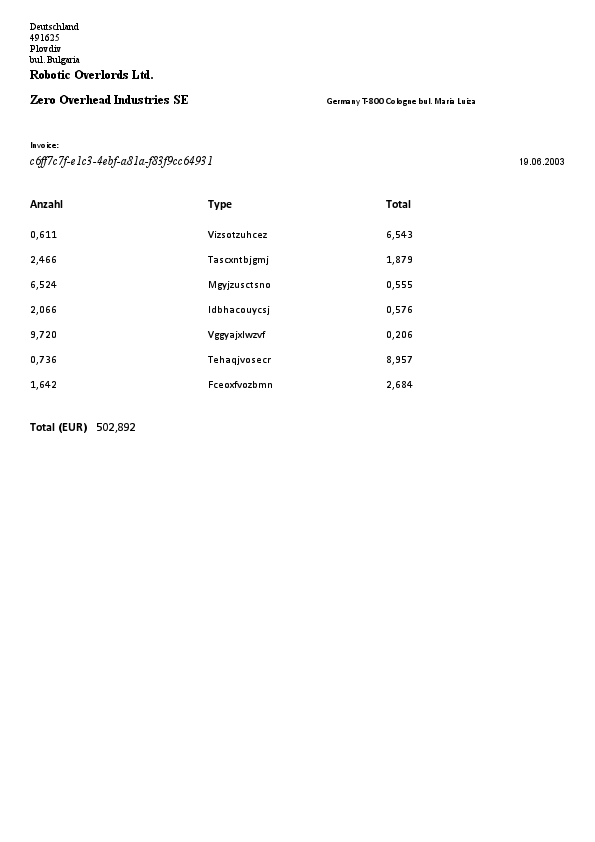 Deutschland
491625
Plovdiv
bul. Bulgaria
Robotic Overlords Ltd.
Zero Overhead Industries SE Germany T-800 Cologne bul. Maria Luiza
Invoice:
c6ff7c7f-e1c3-4ebf-a81a-f83f9cc64931 19.06.2003
Anzahl Type Total
0,611 Vizsotzuhcez 6,543
2,466 Tascxntbjgmj 1,879
6,524 Mgyjzusctsno 0,555
2,066 Idbhacouycsj 0,576
9,720 Vggyajxlwzvf 0,206
0,736 Tehaqjvosecr 8,957
1,642 Fceoxfvozbmn 2,684
Total (EUR) 502,892